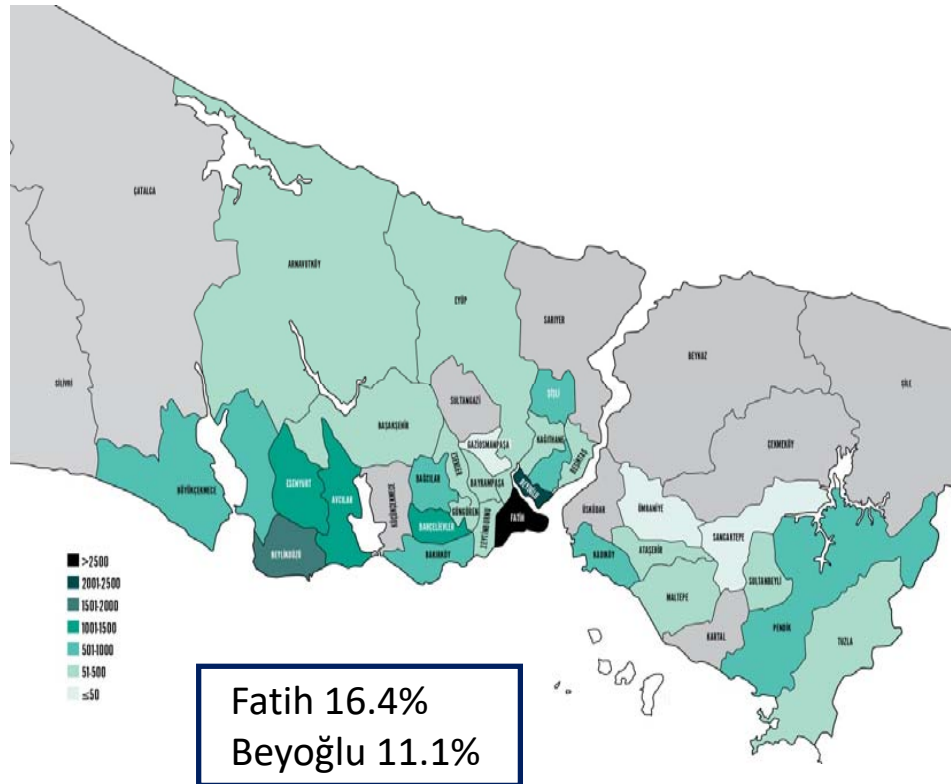 ÇATALCA
ARNAVUTKÖY
EYÜP
SARIYER
BEYKOZ
ŞİLE
SİLİVRİ
SULTANGAZİ
ŞİŞLİ
BAŞAKŞEHİR
GAZİOSMANPAŞA
KAĞITHANE
BEŞİKTAŞ
ÇEKMEKÖY
BÜYÜKÇEKMECE
ESENYURT
AVCILAR
KÜÇÜKÇEKMECE
BAĞCILAR
ESENLER
BAYRAMPAŞA
BEYOĞLU
ÜSKÜDAR
ÜMRANİYE
GÜNGÖREN
FATİH
SANCAKTEPE
BAHÇELİEVLER
ZEYTİNBURNU
KADIKÖY
ATAŞEHİR
BEYLİKDÜZÜ
BAKIRKÖY
SULTANBEYLİ
MALTEPE
KARTAL
PENDİK
TUZLA
>2500
2001-2500
1501-2000
1001-1500
501-1000
51-500
≤50
Fatih 16.4%
Beyoğlu 11.1%